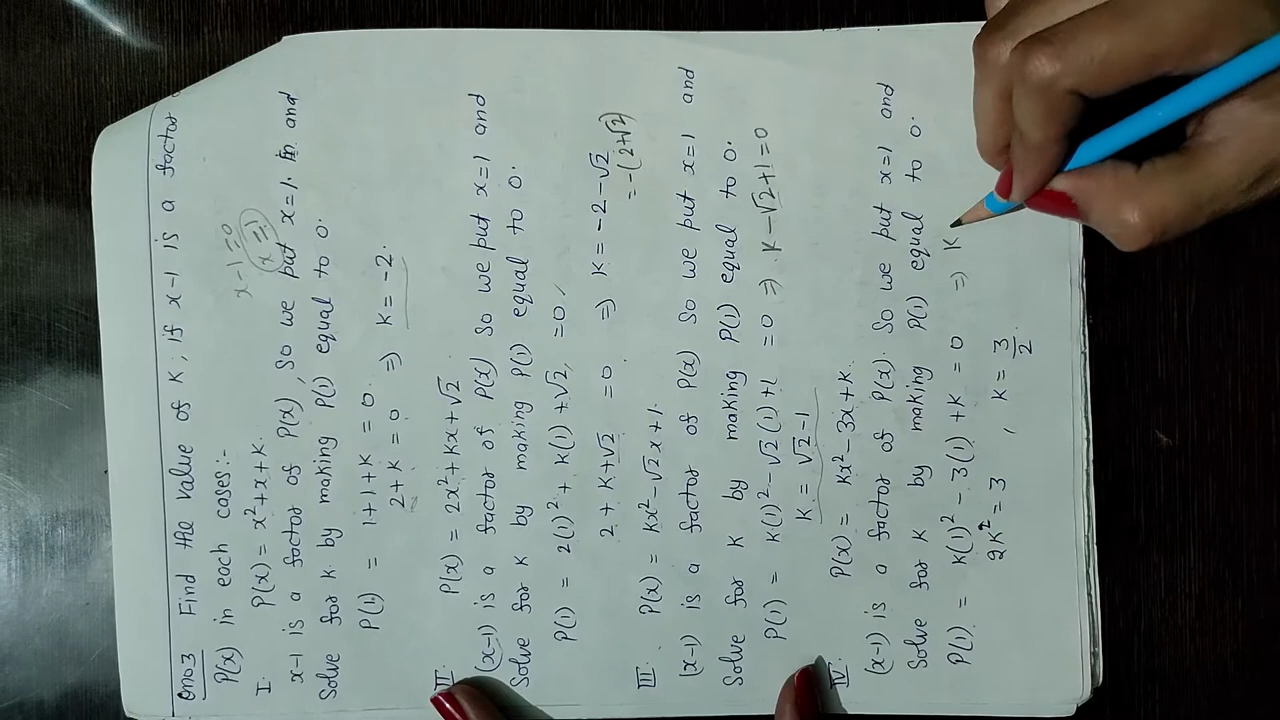 QNo3 Find the value of K; if x-1 is a factor o
P(x) in each cases:-
x-1=0
x=1
I. P(x) = x²+x+K.
x-1 is a factor of P(x), So we put x=1. and
Solve for K by making P(1) equal to 0.
P(1) = 1+1+K = 0.
2+K=0 ⇒ K=-2.
II P(x) = 2x²+Kx+√2
(x-1) is a factor of P(x) So we put x=1 and
Solve for K by making P(1) equal to 0.
P(1) = 2(1)² + K(1)+√2, =0,
2 + K+√2 =0. ⇒ K=-2-√2
=-(2+√2)
III. P(x) = Kx²-√2x+1.
(x-1) is a factor of P(x) So we put x=1 and
Solve for K by making P(1) equal to 0.
P(1) = K(1)²-√2(1)+1 =0 ⇒ K-√2+1=0
K=√2-1
IV. P(x) = Kx²-3x+K.
(x-1) is a factor of P(x). So we put x=1 and
Solve for K by making P(1) equal to 0.
P(1) = K(1)²-3(1)+K=0 ⇒ K
2K²=3 , K=3/2.